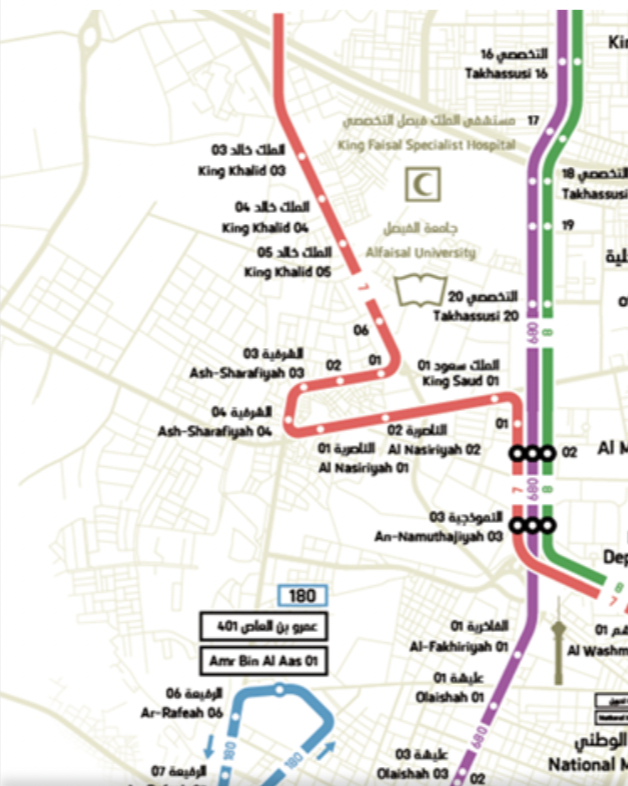 التخصصي 16
Takhassusi 16
Kin
مستشفى الملك فيصل التخصصي
17
King Faisal Specialist Hospital
الملك خالد 03
King Khalid 03
18 التخصصي
Takhassusi
الملك خالد 04
King Khalid 04
جامعة الفيصل
Alfaisal University
19
الملك خالد 05
King Khalid 05
7
التخصصي 20
Takhassusi 20
06
680
8
الشرفية 03
Ash-Sharafiyah 03
02
01
الملك سعود 01
King Saud 01
الشرفية 04
Ash-Sharafiyah 04
01
الناصرية 02
Al Nasiriyah 02
الناصرية 01
Al Nasiriyah 01
02
Al M
7
680
8
النموذجية 03
An-Namuthajiyah 03
Dep
8
7
180
عمرو بن العاص 401
Amr Bin Al Aas 01
الفاخرية 01
Al-Fakhiriyah 01
Al Washm
عليشة 01
Olaishah 01
الرفيعة 06
Ar-Rafeah 06
680
180
180
الوطني
National M
عليشة 03
Olaishah 03
02
الرفيعة 07